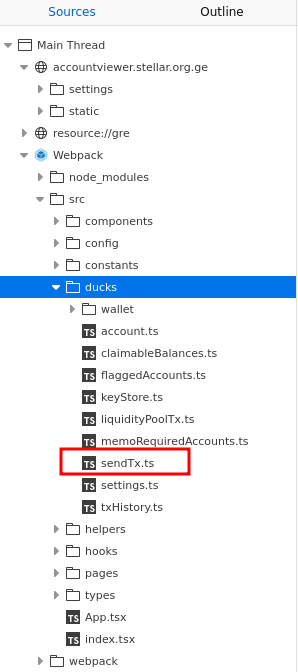 Sources Outline
Main Thread
accountviewer.stellar.org.ge
settings
static
resource://gre
Webpack
node_modules
src
components
config
constants
ducks
wallet
TS account.ts
TS claimableBalances.ts
TS flaggedAccounts.ts
TS keyStore.ts
TS liquidityPoolTx.ts
TS memoRequiredAccounts.ts
TS sendTx.ts
TS settings.ts
TS txHistory.ts
helpers
hooks
pages
types
TS App.tsx
TS index.tsx
webpack